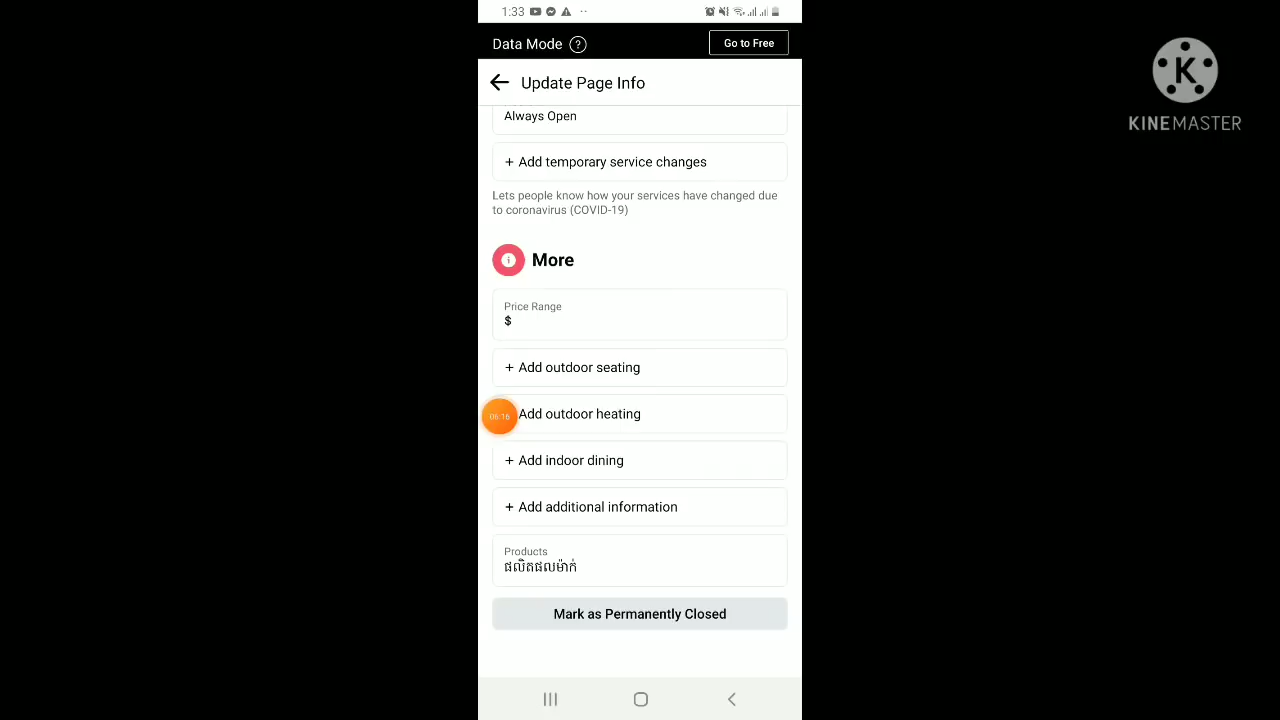 1:33
Data Mode ?
Go to Free
Update Page Info
Always Open
+ Add temporary service changes
Lets people know how your services have changed due
to coronavirus (COVID-19)
More
Price Range
$
+ Add outdoor seating
06:16
Add outdoor heating
+ Add indoor dining
+ Add additional information
Products
ផលិតផលម៉ាក់
Mark as Permanently Closed
K
KINEMASTER